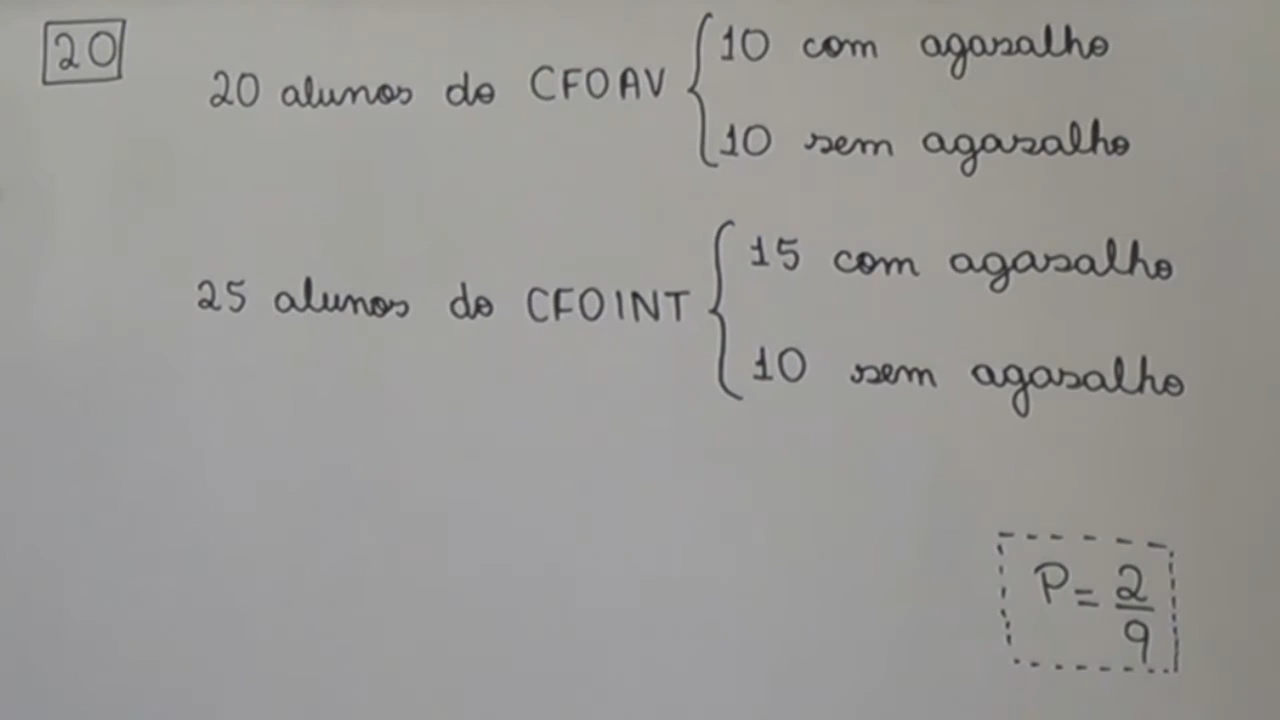 20
20 alunos do CFOAV
10 com agasalho
10 sem agasalho
25 alunos do CFOINT
15 com agasalho
10 sem agasalho
P = 2/9